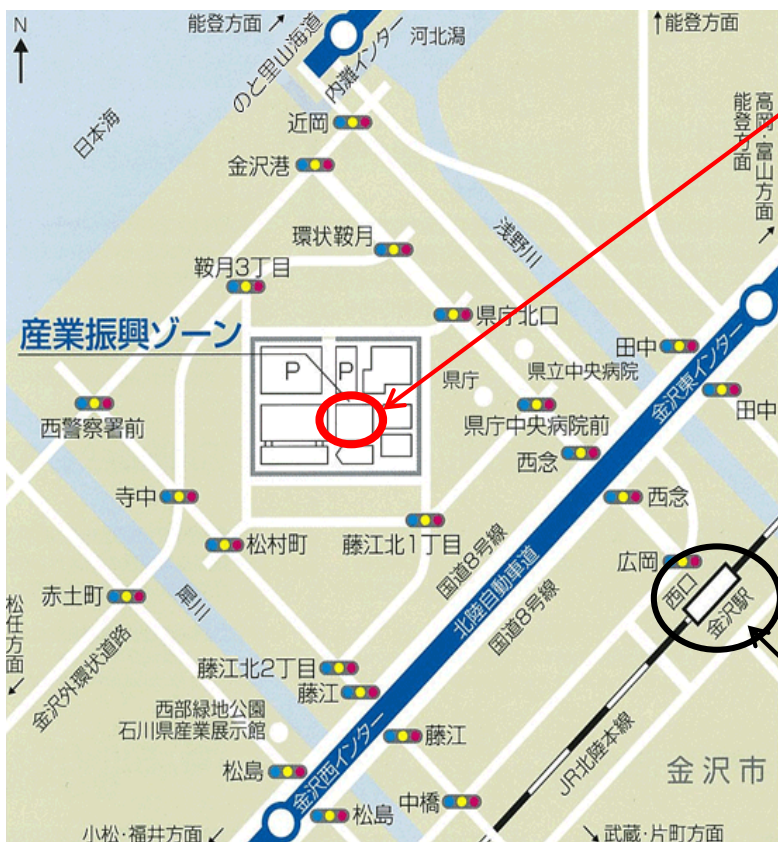 N
能登方面
のと里山海道
内灘インター
河北潟
能登方面
高岡・富山方面
能登方面
日本海
近岡
金沢港
浅野川
環状鞍月
鞍月3丁目
産業振興ゾーン
県庁北口
P
P
県庁
県立中央病院
田中
金沢東インター
田中
西警察署前
県庁中央病院前
西念
西念
寺中
松村町
藤江北1丁目
国道8号線
北陸自動車道
国道8号線
広岡
西口
金沢駅
赤土町
犀川
松任方面
金沢外環状道路
藤江北2丁目
藤江
西部緑地公園
石川県産業展示館
金沢西インター
藤江
JR北陸本線
金沢市
松島
松島
中橋
小松・福井方面
武蔵・片町方面